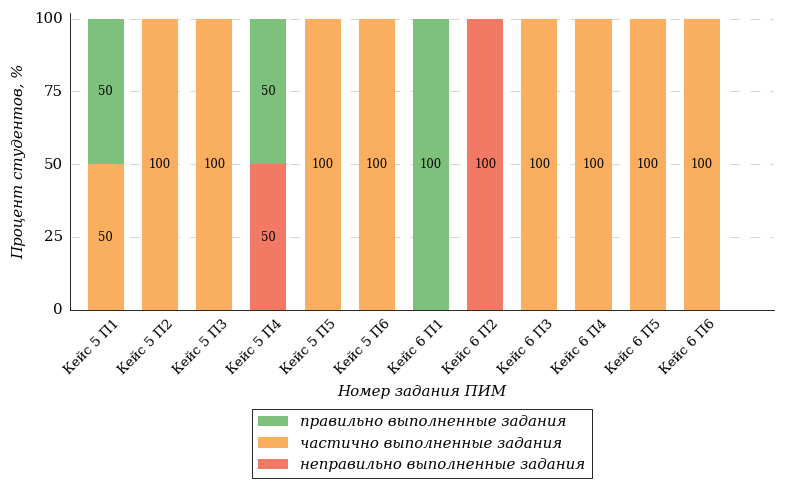 100
75
50
25
0
Процент студентов, %
50
50
100
100
50
50
100
100
100
100
100
100
100
100
Кейс 5 П1
Кейс 5 П2
Кейс 5 П3
Кейс 5 П4
Кейс 5 П5
Кейс 5 П6
Кейс 6 П1
Кейс 6 П2
Кейс 6 П3
Кейс 6 П4
Кейс 6 П5
Кейс 6 П6
Номер задания ПИМ
правильно выполненные задания
частично выполненные задания
неправильно выполненные задания